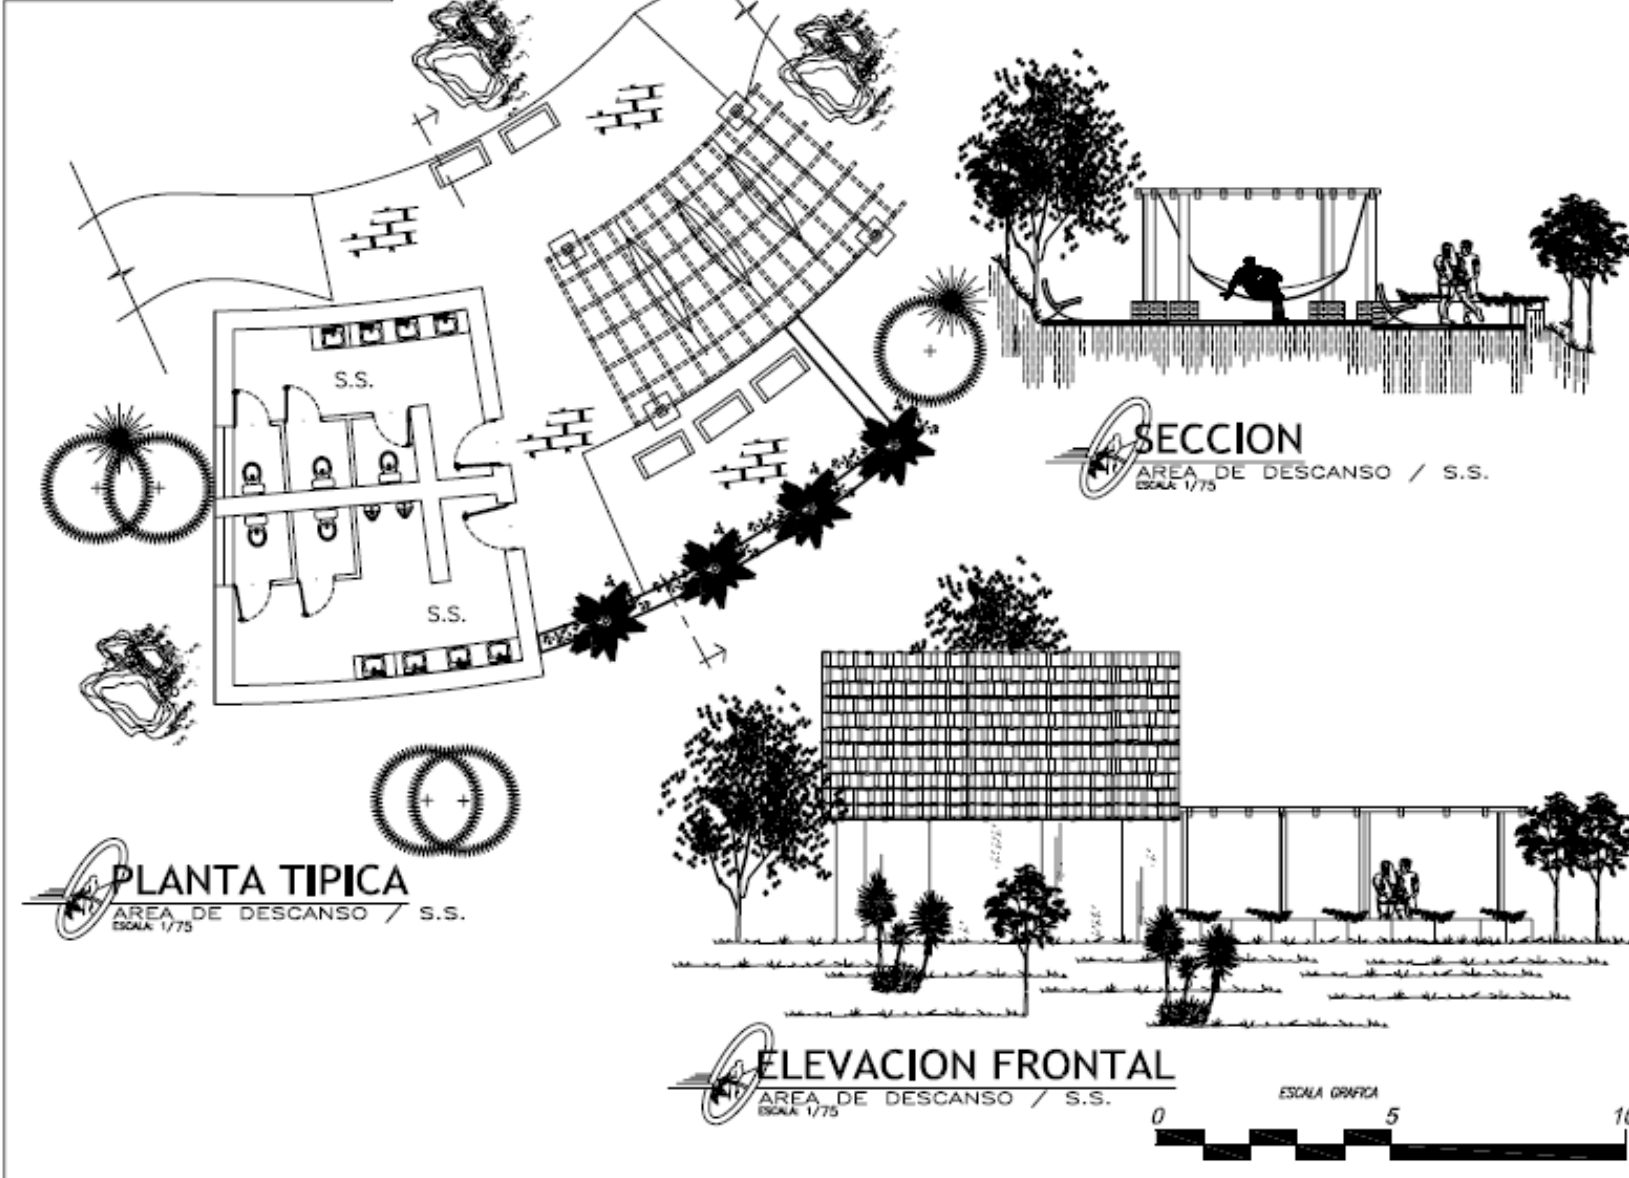 S.S.
S.S.
PLANTA TIPICA
AREA DE DESCANSO / S.S.
ESCALA: 1/75
SECCION
AREA DE DESCANSO / S.S.
ESCALA: 1/75
ELEVACION FRONTAL
AREA DE DESCANSO / S.S.
ESCALA: 1/75
ESCALA GRAFICA
0 5 10